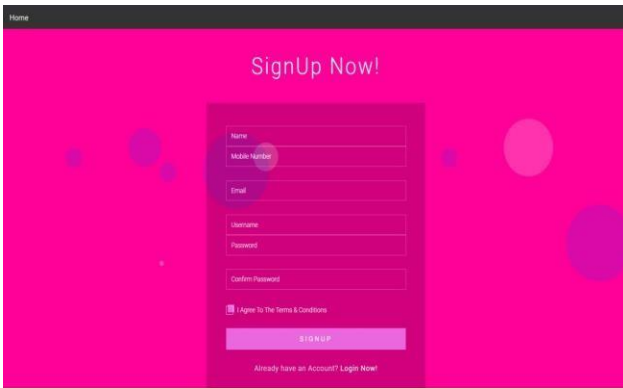 Home
SignUp Now!
Name
Mobile Number
Email
Username
Password
Confirm Password
I Agree To The Terms & Conditions
SIGNUP
Already have an Account? Login Now!